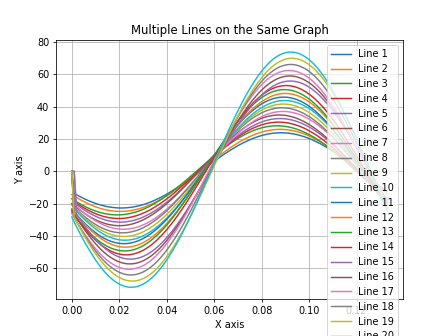 Multiple Lines on the Same Graph
80
60
40
20
0
−20
−40
−60
Y axis
0.00
0.02
0.04
0.06
0.08
0.10
X axis
Line 1
Line 2
Line 3
Line 4
Line 5
Line 6
Line 7
Line 8
Line 9
Line 10
Line 11
Line 12
Line 13
Line 14
Line 15
Line 16
Line 17
Line 18
Line 19
Line 20